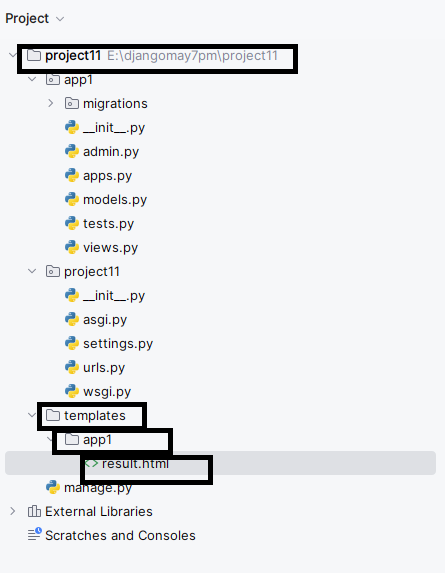 Project
project11 E:\djangomay7pm\project11
app1
migrations
__init__.py
admin.py
apps.py
models.py
tests.py
views.py
project11
__init__.py
asgi.py
settings.py
urls.py
wsgi.py
templates
app1
<> result.html
manage.py
External Libraries
Scratches and Consoles